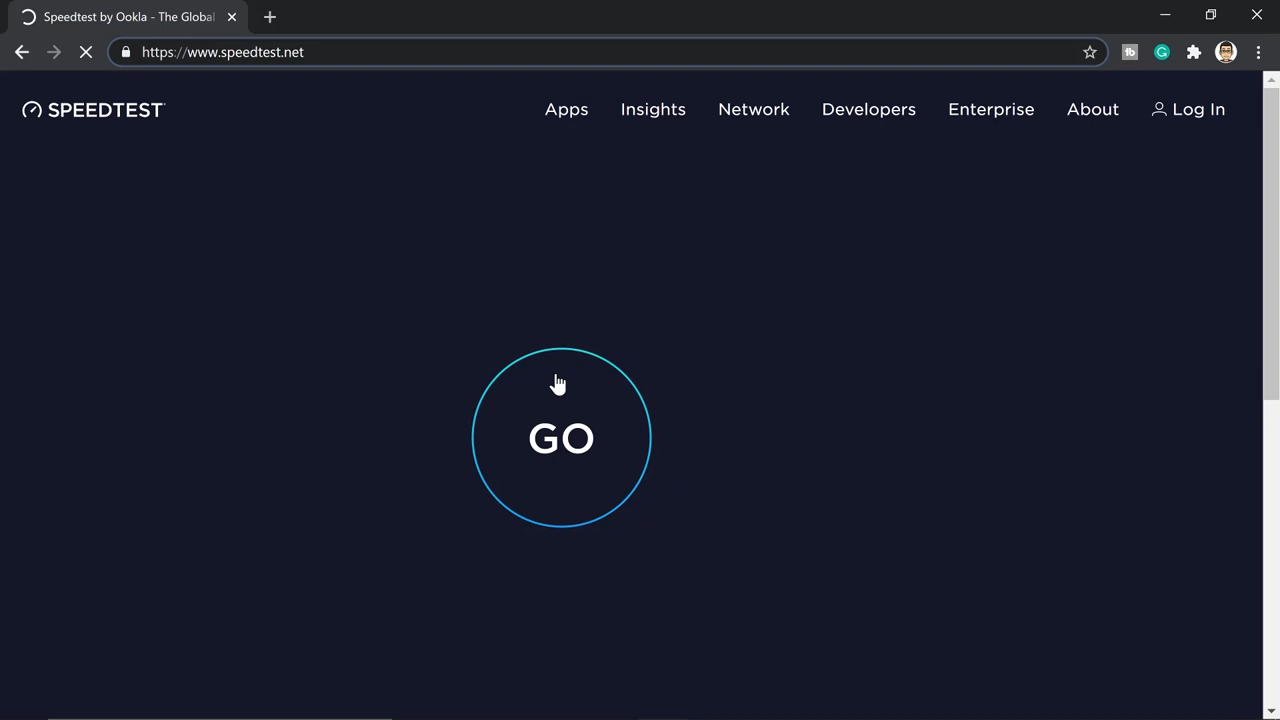 Speedtest by Ookla - The Global
https://www.speedtest.net
tb
G
SPEEDTEST
Apps
Insights
Network
Developers
Enterprise
About
Log In
GO